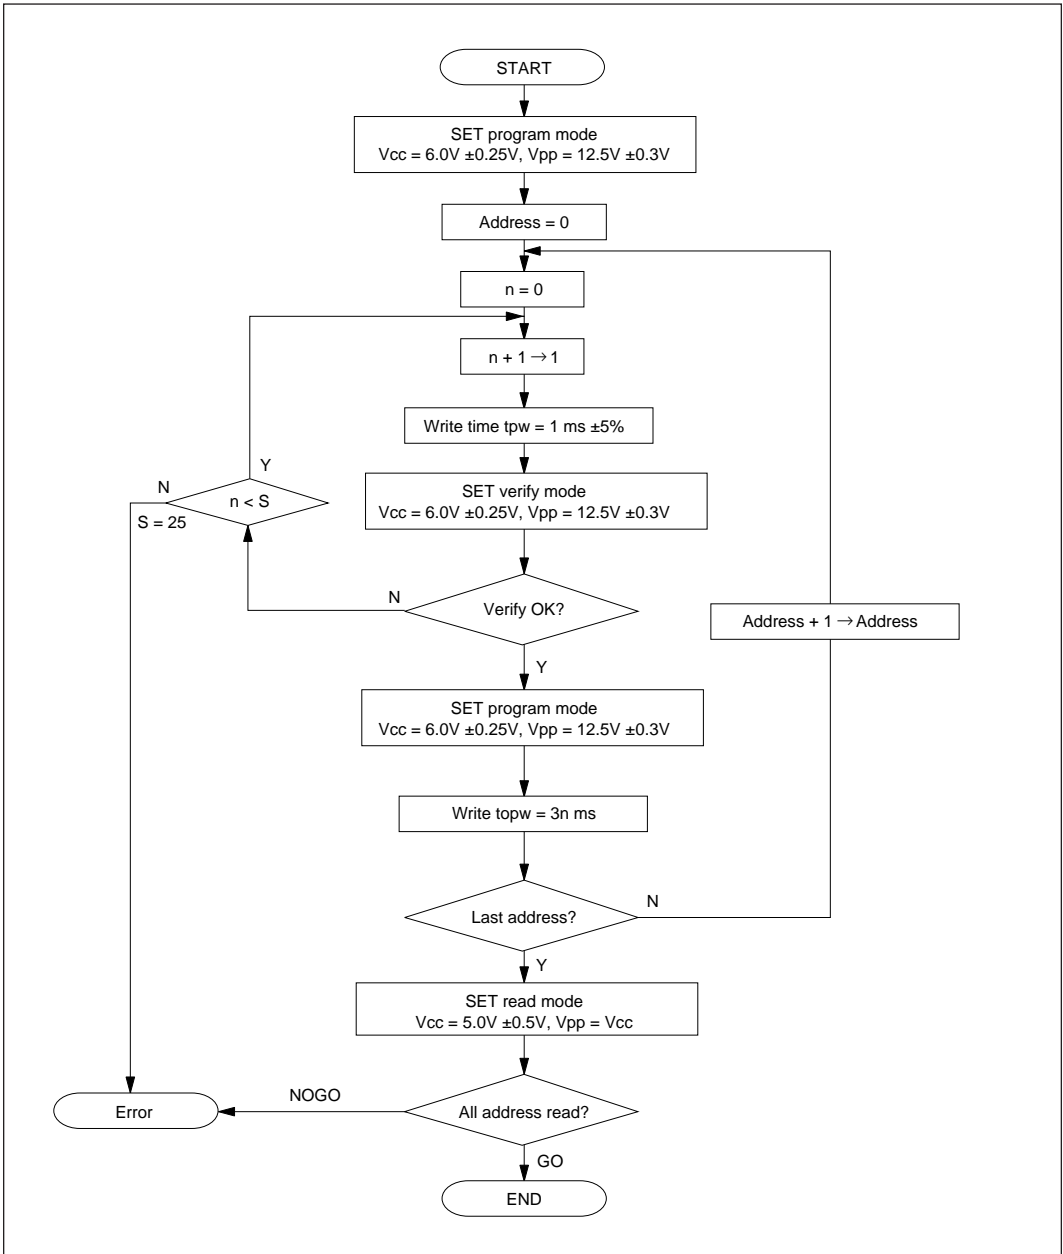 START
SET program mode
Vcc = 6.0V ±0.25V, Vpp = 12.5V ±0.3V
Address = 0
n = 0
n + 1 → 1
Write time tpw = 1 ms ±5%
Y
N
n < S
S = 25
SET verify mode
Vcc = 6.0V ±0.25V, Vpp = 12.5V ±0.3V
N
Verify OK?
Address + 1 → Address
Y
SET program mode
Vcc = 6.0V ±0.25V, Vpp = 12.5V ±0.3V
Write topw = 3n ms
Last address?
N
Y
SET read mode
Vcc = 5.0V ±0.5V, Vpp = Vcc
NOGO
All address read?
Error
GO
END